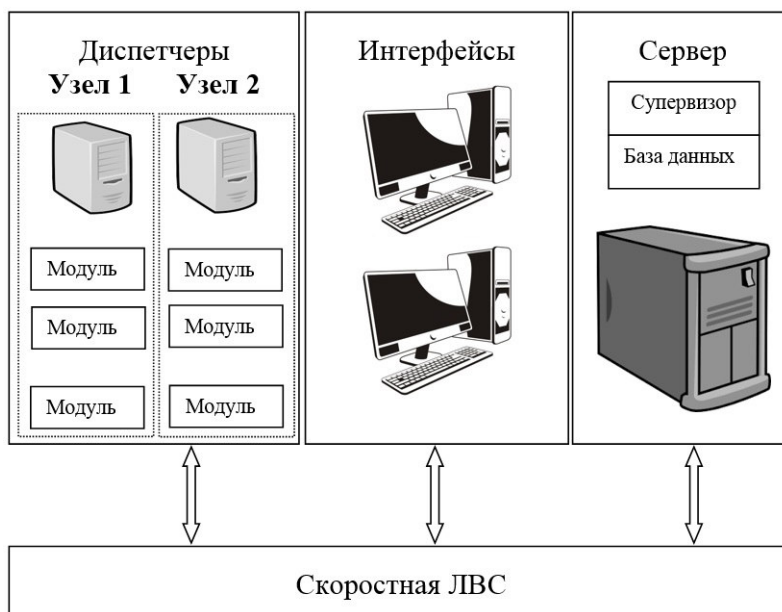 Диспетчеры
Узел 1 Узел 2
Модуль Модуль
Модуль Модуль
Модуль Модуль
Интерфейсы
Сервер
Супервизор
База данных
Скоростная ЛВС